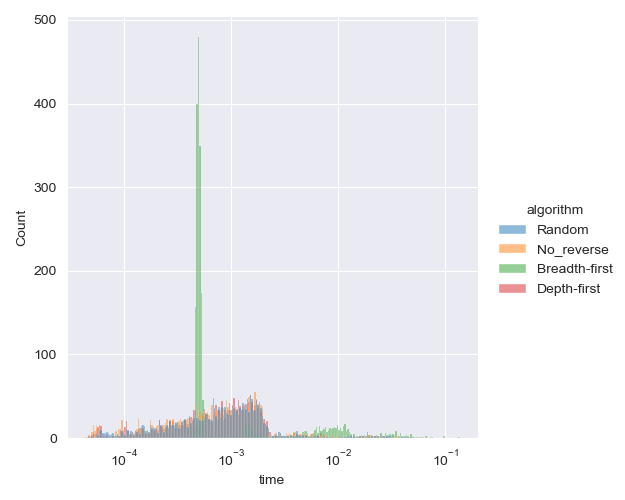 500
400
300
200
100
0
Count
10⁻⁴ 10⁻³ 10⁻² 10⁻¹
time
algorithm
Random
No_reverse
Breadth-first
Depth-first